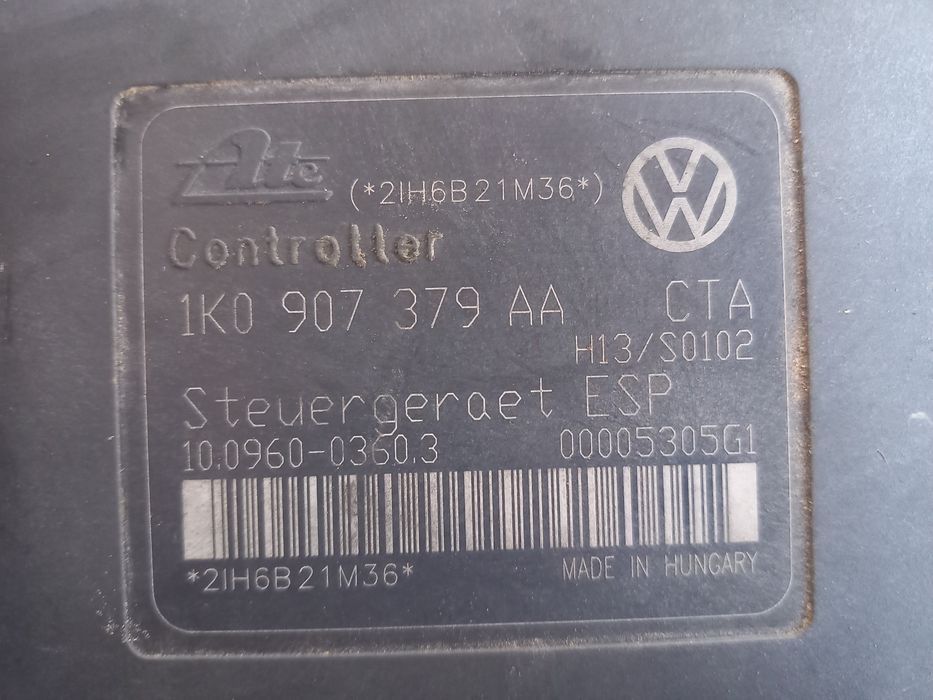 Ate (*2IH6B21M36*)
Controller
1K0 907 379 AA CTA
H13/S0102
Steuergeraet ESP
10.0960-0360.3 00005305G1
*2IH6B21M36* MADE IN HUNGARY